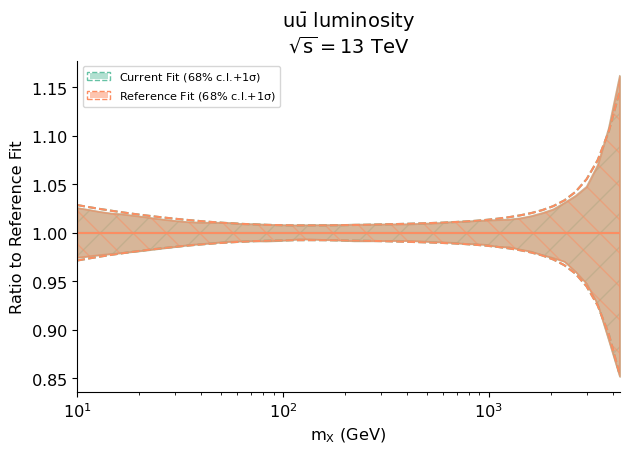 uū luminosity
√s = 13 TeV
Current Fit (68% c.l.+1σ)
Reference Fit (68% c.l.+1σ)
Ratio to Reference Fit
1.15
1.10
1.05
1.00
0.95
0.90
0.85
10¹ 10² 10³
m_X (GeV)